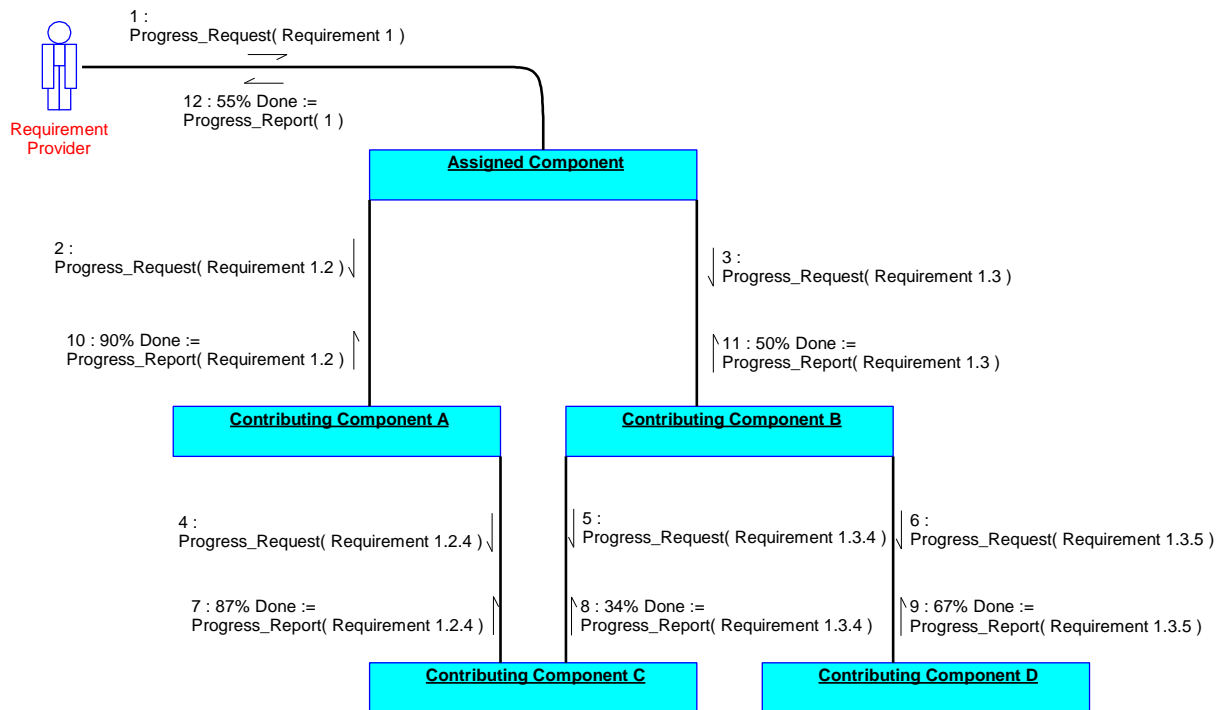 1 :
Progress_Request( Requirement 1 )
12 : 55% Done :=
Progress_Report( 1 )
Requirement
Provider
Assigned Component
2 :
Progress_Request( Requirement 1.2 )
3 :
Progress_Request( Requirement 1.3 )
10 : 90% Done :=
Progress_Report( Requirement 1.2 )
11 : 50% Done :=
Progress_Report( Requirement 1.3 )
Contributing Component A
Contributing Component B
4 :
Progress_Request( Requirement 1.2.4 )
5 :
Progress_Request( Requirement 1.3.4 )
6 :
Progress_Request( Requirement 1.3.5 )
7 : 87% Done :=
Progress_Report( Requirement 1.2.4 )
8 : 34% Done :=
Progress_Report( Requirement 1.3.4 )
9 : 67% Done :=
Progress_Report( Requirement 1.3.5 )
Contributing Component C
Contributing Component D